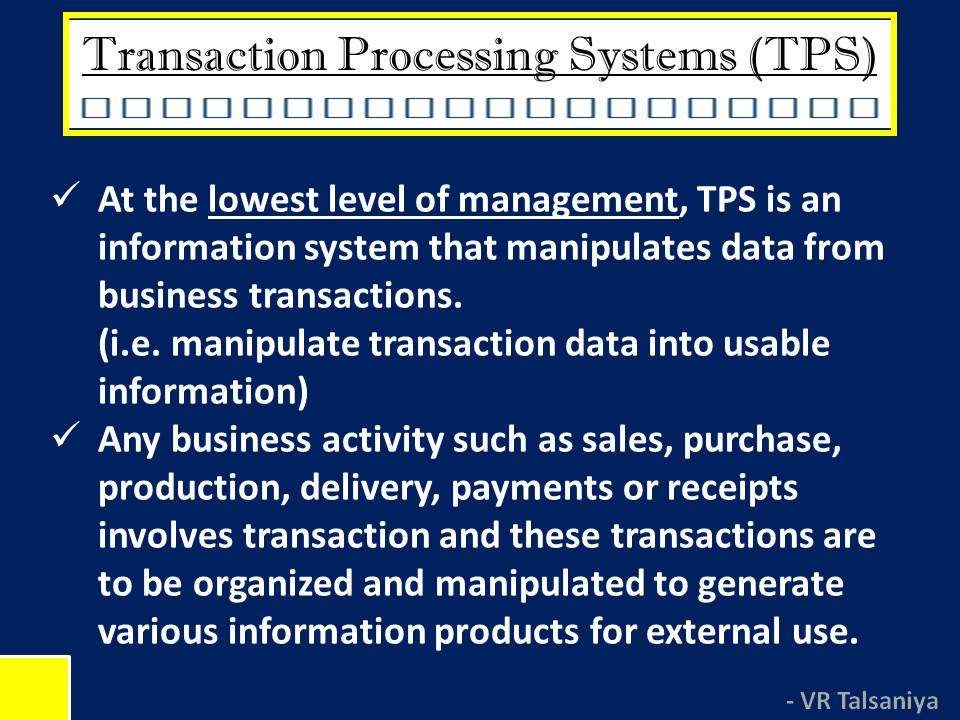 Transaction Processing Systems (TPS)
At the lowest level of management, TPS is an
information system that manipulates data from
business transactions.
(i.e. manipulate transaction data into usable
information)
Any business activity such as sales, purchase,
production, delivery, payments or receipts
involves transaction and these transactions are
to be organized and manipulated to generate
various information products for external use.
- VR Talsaniya